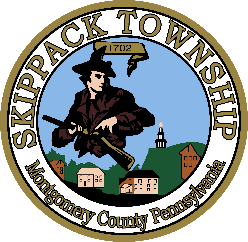 SKIPPACK TOWNSHIP
1702
Montgomery County Pennsylvania